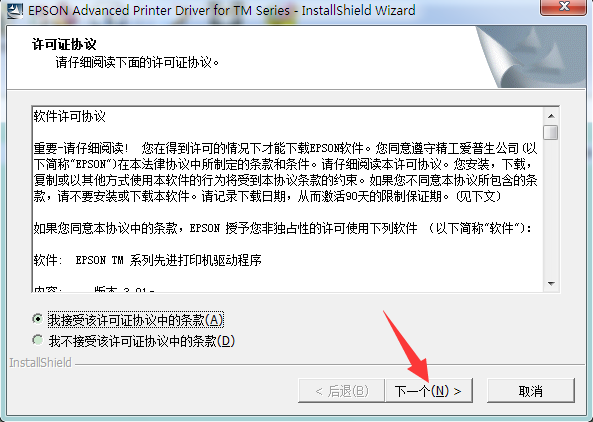 EPSON Advanced Printer Driver for TM Series - InstallShield Wizard
许可证协议
请仔细阅读下面的许可证协议。
软件许可协议
重要-请仔细阅读! 您在得到许可的情况下才能下载EPSON软件。您同意遵守精工爱普生公司(以
下简称"EPSON")在本法律协议中所制定的条款和条件。请仔细阅读本许可协议。您安装，下载，
复制或以其他方式使用本软件的行为将受到本协议条款的约束。如果您不同意本协议所包含的条
款，请不要安装或下载本软件。请记录下载日期，从而激活90天的限制保证期。(见下文)
如果您同意本协议中的条款，EPSON 授予您非独占性的许可使用下列软件 （以下简称"软件"）：
软件: EPSON TM 系列先进打印机驱动程序
内容: 版本 3.01
我接受该许可证协议中的条款(A)
我不接受该许可证协议中的条款(D)
InstallShield
< 后退(B)
下一个(N) >
取消